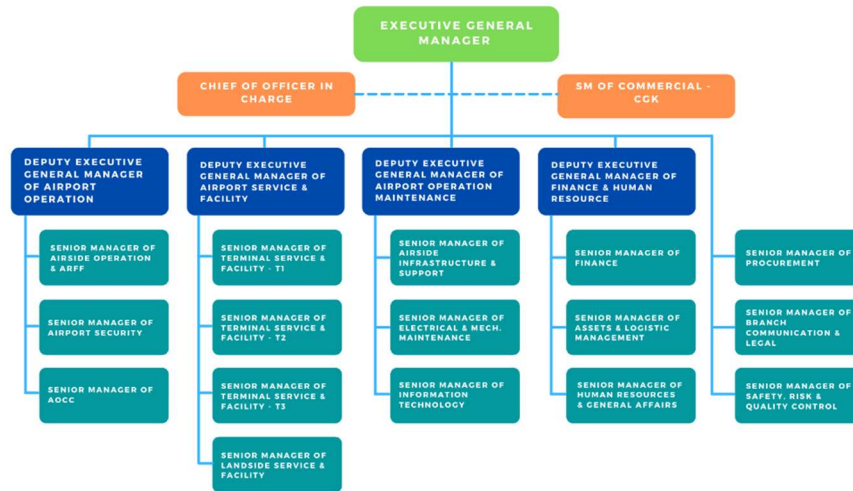 EXECUTIVE GENERAL
MANAGER
CHIEF OF OFFICER IN
CHARGE
SM OF COMMERCIAL -
CGK
DEPUTY EXECUTIVE
GENERAL MANAGER
OF AIRPORT
OPERATION
DEPUTY EXECUTIVE
GENERAL MANAGER OF
AIRPORT SERVICE &
FACILITY
DEPUTY EXECUTIVE
GENERAL MANAGER OF
AIRPORT OPERATION
MAINTENANCE
DEPUTY EXECUTIVE
GENERAL MANAGER OF
FINANCE & HUMAN
RESOURCE
SENIOR MANAGER OF
AIRSIDE OPERATION
& ARFF
SENIOR MANAGER OF
TERMINAL SERVICE &
FACILITY - T1
SENIOR MANAGER OF
AIRSIDE
INFRASTRUCTURE &
SUPPORT
SENIOR MANAGER OF
FINANCE
SENIOR MANAGER OF
PROCUREMENT
SENIOR MANAGER OF
AIRPORT SECURITY
SENIOR MANAGER OF
TERMINAL SERVICE &
FACILITY - T2
SENIOR MANAGER OF
ELECTRICAL & MECH.
MAINTENANCE
SENIOR MANAGER OF
ASSETS & LOGISTIC
MANAGEMENT
SENIOR MANAGER OF
BRANCH
COMMUNICATION &
LEGAL
SENIOR MANAGER OF
AOCC
SENIOR MANAGER OF
TERMINAL SERVICE &
FACILITY - T3
SENIOR MANAGER OF
INFORMATION
TECHNOLOGY
SENIOR MANAGER OF
HUMAN RESOURCES
& GENERAL AFFAIRS
SENIOR MANAGER OF
SAFETY, RISK &
QUALITY CONTROL
SENIOR MANAGER OF
LANDSIDE SERVICE &
FACILITY